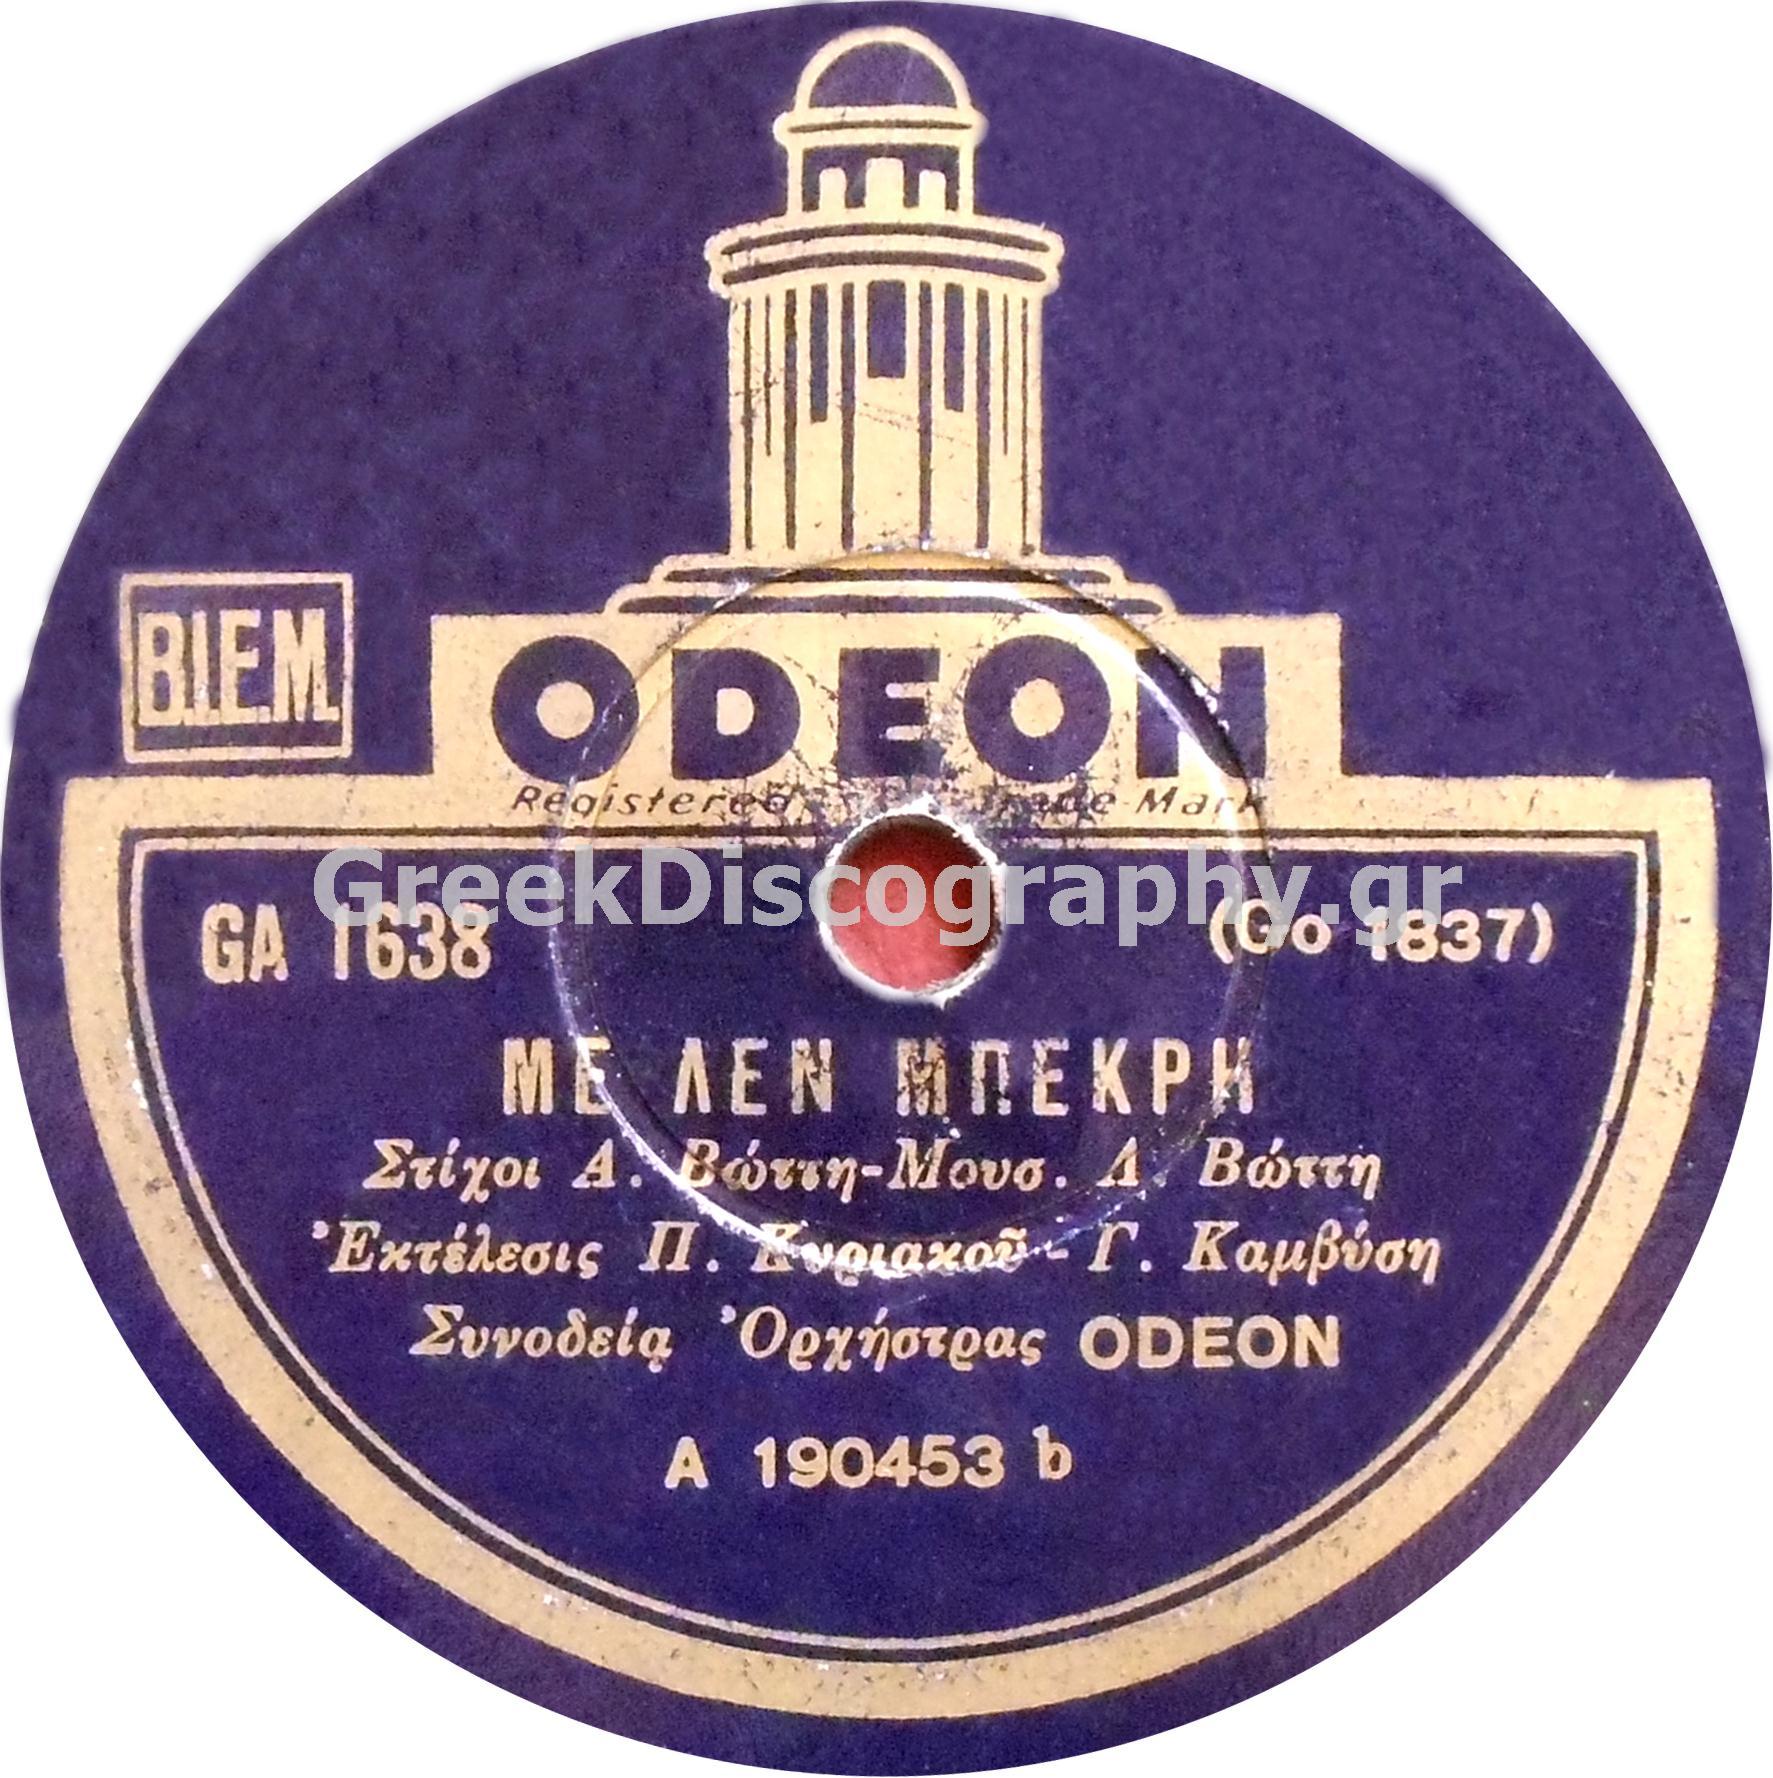 B.I.E.M.
ODEON
Registered Trade-Mark
GreekDiscography.gr
GA 1638 (Go 1837)
ΜΕ ΛΕΝ ΜΠΕΚΡΗ
Στίχοι Α. Βώττη-Μουσ. Λ. Βώττη
Ἐκτέλεσις Π. Κυριακοῦ - Γ. Καμβύση
Συνοδείᾳ Ὀρχήστρας ODEON
A 190453 b